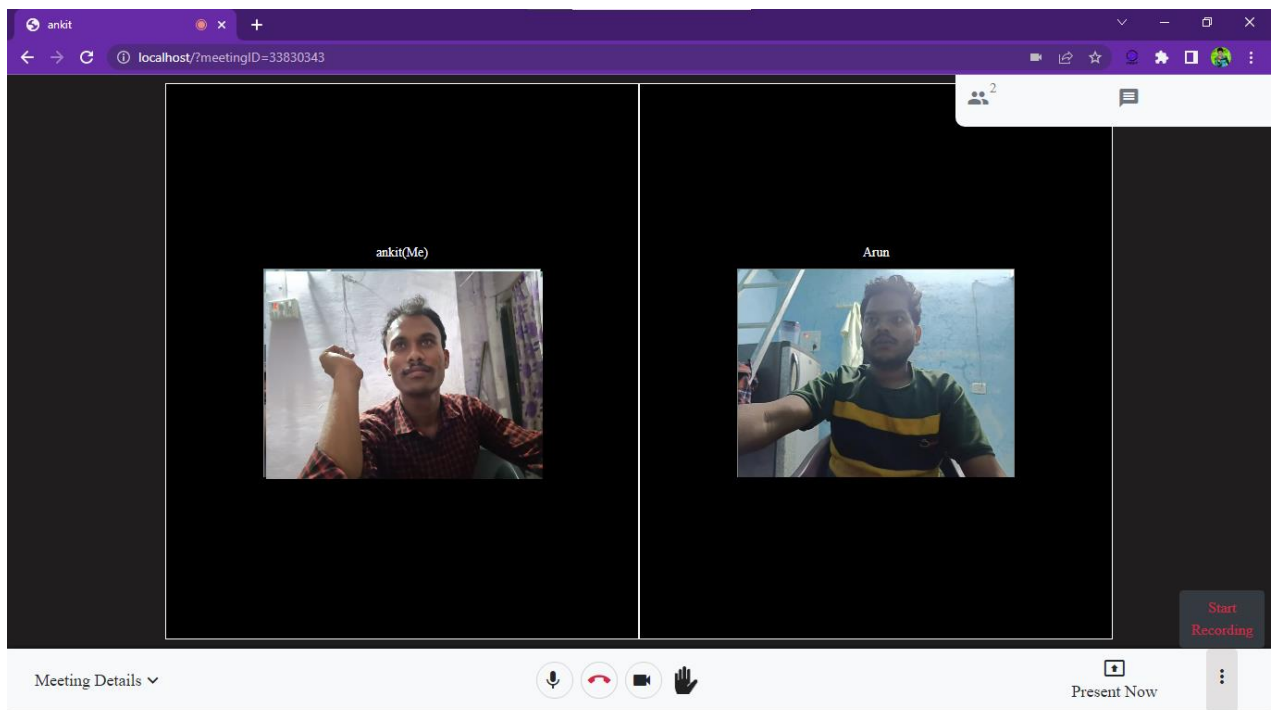 ankit
localhost/?meetingID=33830343
2
ankit(Me)
Arun
Start
Recording
Meeting Details
Present Now